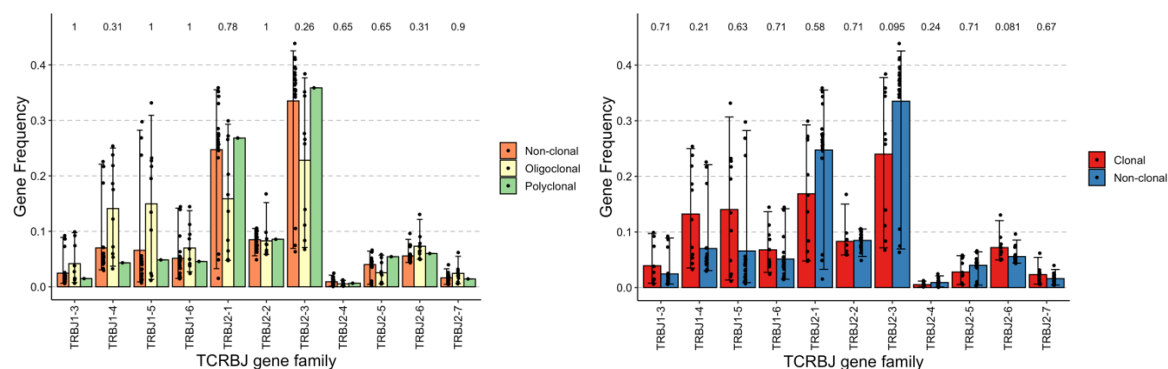 1 0.31 1 1 0.78 1 0.26 0.65 0.65 0.31 0.9
Gene Frequency
0.4
0.3
0.2
0.1
0.0
TRBJ1-3 TRBJ1-4 TRBJ1-5 TRBJ1-6 TRBJ2-1 TRBJ2-2 TRBJ2-3 TRBJ2-4 TRBJ2-5 TRBJ2-6 TRBJ2-7
TCRBJ gene family
Non-clonal
Oligoclonal
Polyclonal
0.71 0.21 0.63 0.71 0.58 0.71 0.095 0.24 0.71 0.081 0.67
Gene Frequency
0.4
0.3
0.2
0.1
0.0
TRBJ1-3 TRBJ1-4 TRBJ1-5 TRBJ1-6 TRBJ2-1 TRBJ2-2 TRBJ2-3 TRBJ2-4 TRBJ2-5 TRBJ2-6 TRBJ2-7
TCRBJ gene family
Clonal
Non-clonal